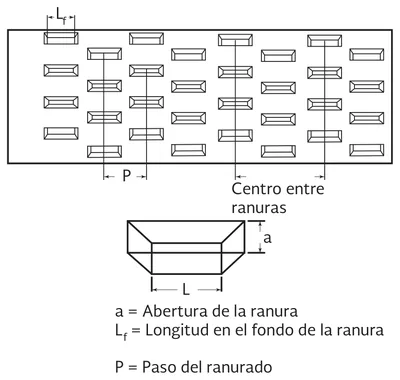 Lf
P
Centro entre
ranuras
a
L
a = Abertura de la ranura
Lf = Longitud en el fondo de la ranura
P = Paso del ranurado